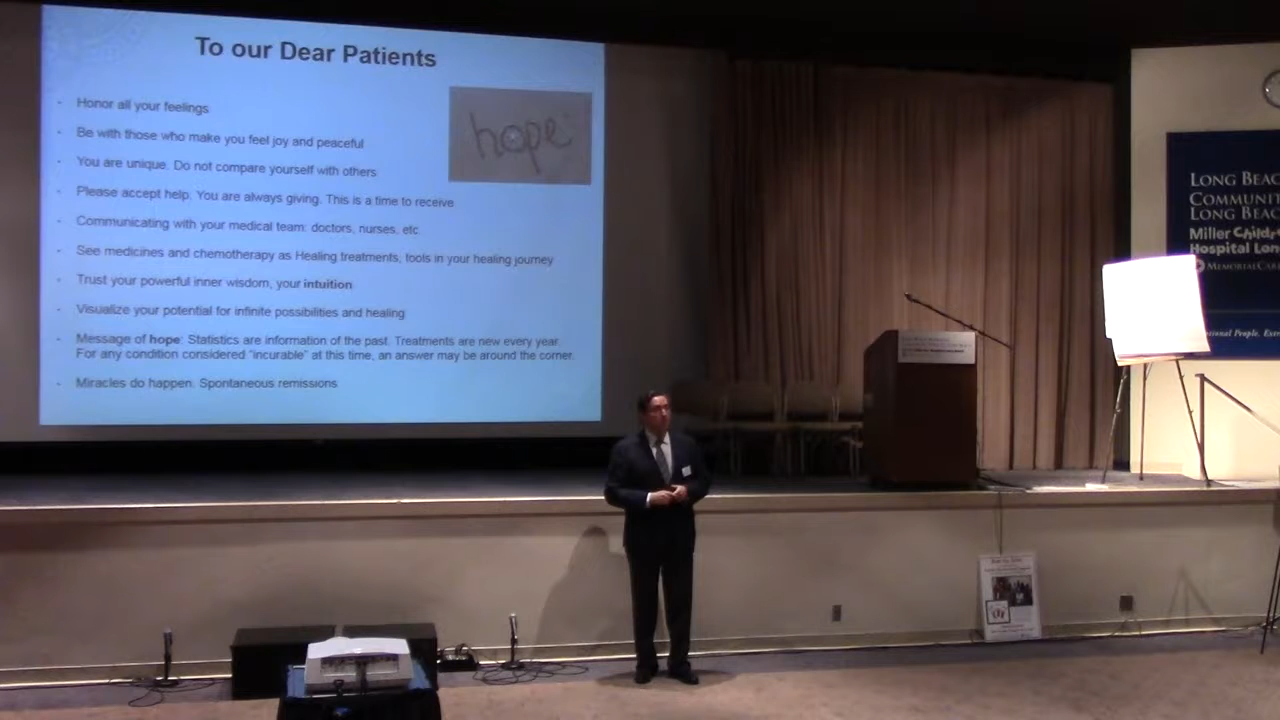 To our Dear Patients
- Honor all your feelings
- Be with those who make you feel joy and peaceful
- You are unique. Do not compare yourself with others
- Please accept help. You are always giving. This is a time to receive
- Communicating with your medical team: doctors, nurses, etc.
- See medicines and chemotherapy as Healing treatments, tools in your healing journey
- Trust your powerful inner wisdom, your intuition
- Visualize your potential for infinite possibilities and healing
- Message of hope: Statistics are information of the past. Treatments are new every year.
For any condition considered "incurable" at this time, an answer may be around the corner.
- Miracles do happen. Spontaneous remissions
hope
LONG BEAC
COMMUNIT
LONG BEAC
Miller Childre
Hospital Lon
MEMORIALCAR
tional People. Extr